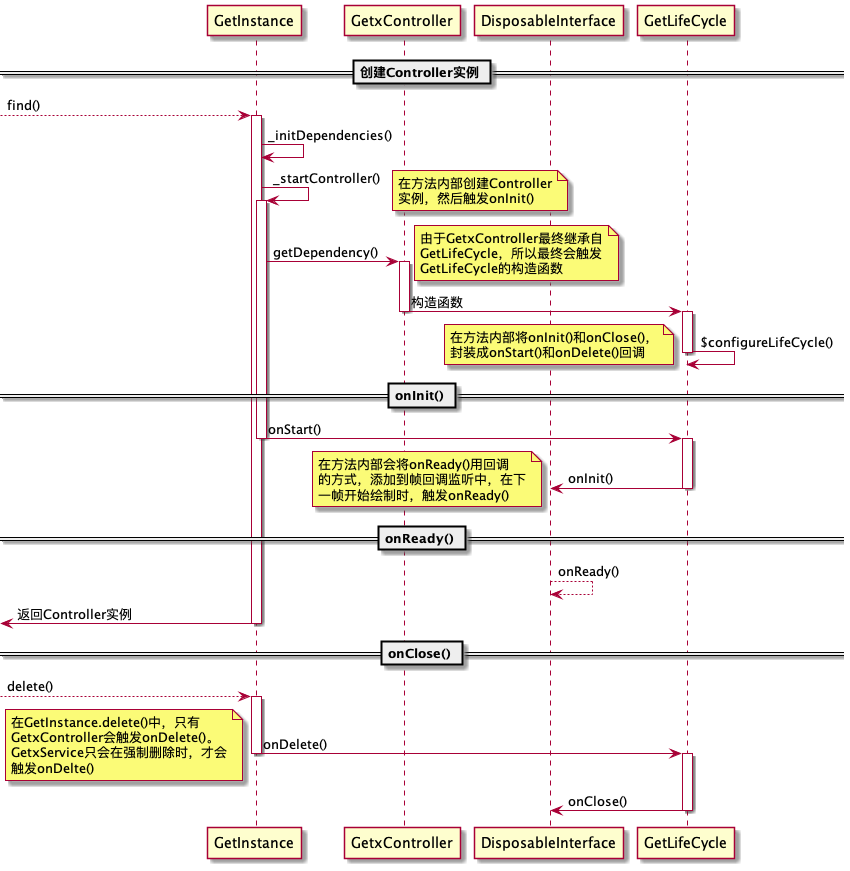 GetInstance
GetxController
DisposableInterface
GetLifeCycle
创建Controller实例
find()
_initDependencies()
_startController()
在方法内部创建Controller
实例，然后触发onInit()
由于GetxController最终继承自
GetLifeCycle，所以最终会触发
GetLifeCycle的构造函数
getDependency()
构造函数
在方法内部将onInit()和onClose(),
封装成onStart()和onDelete()回调
$configureLifeCycle()
onInit()
onStart()
在方法内部会将onReady()用回调
的方式，添加到帧回调监听中，在下
一帧开始绘制时，触发onReady()
onInit()
onReady()
onReady()
返回Controller实例
onClose()
delete()
在GetInstance.delete()中，只有
GetxController会触发onDelete()。
GetxService只会在强制删除时，才会
触发onDelte()
onDelete()
onClose()
GetInstance
GetxController
DisposableInterface
GetLifeCycle